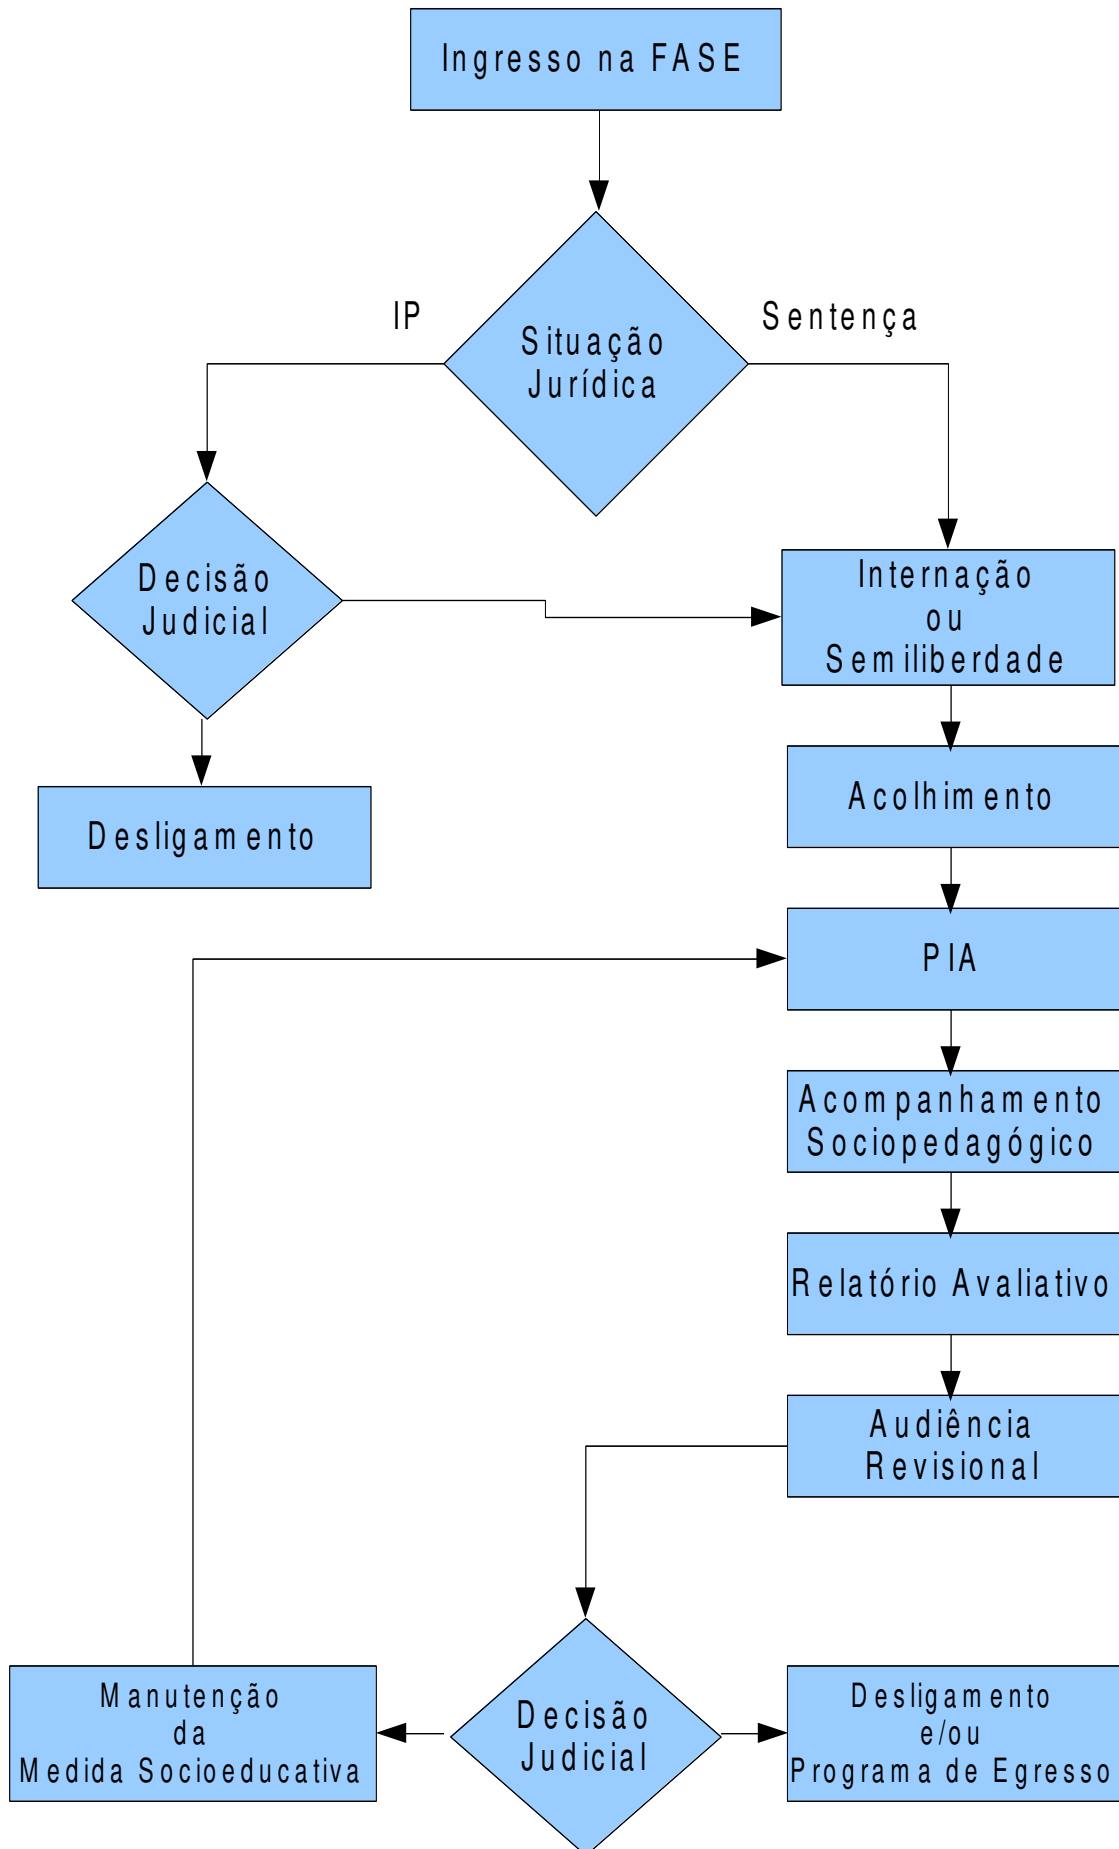 Ingresso na FASE
IP
Sentença
Situação
Jurídica
Decisão
Judicial
Internação
ou
Semiliberdade
Acolhimento
Desligamento
PIA
Acompanhamento
Sociopedagógico
Relatório Avaliativo
Audiência
Revisional
Manutenção
da
Medida Socioeducativa
Decisão
Judicial
Desligamento
e/ou
Programa de Egresso